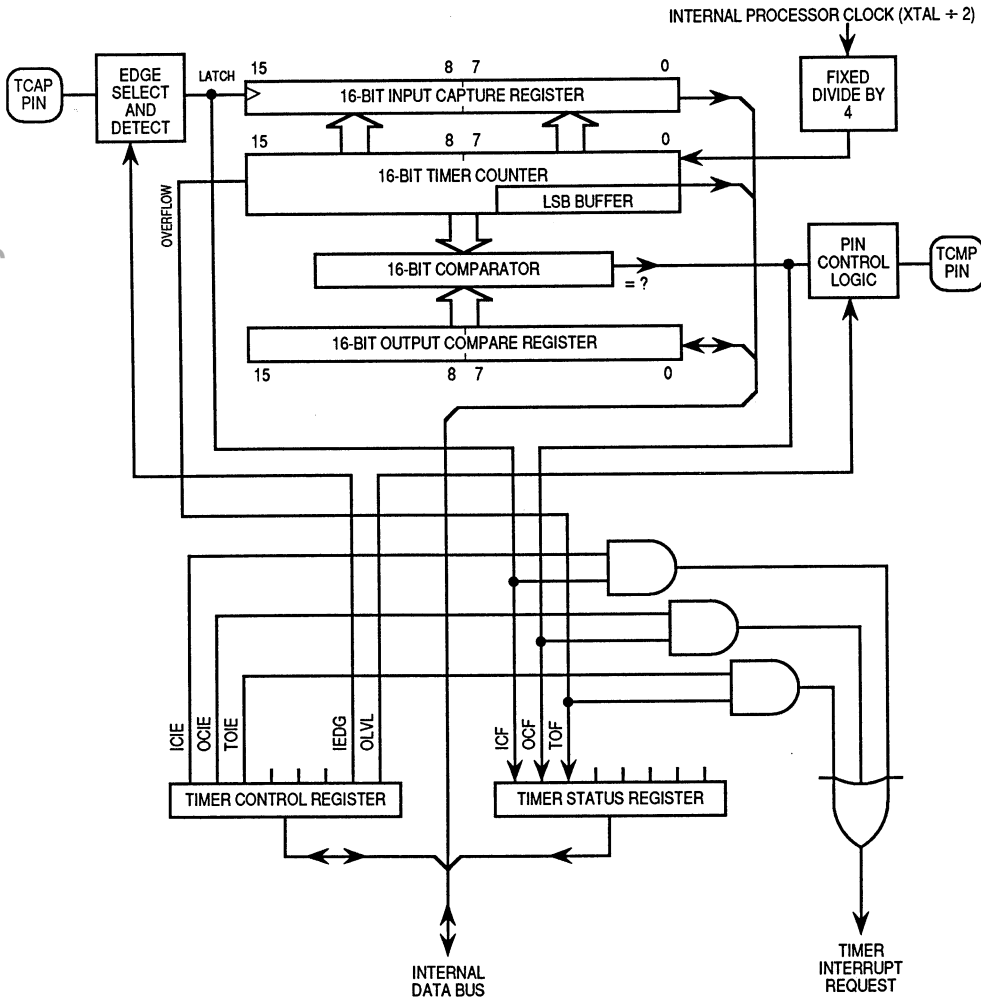 INTERNAL PROCESSOR CLOCK (XTAL ÷ 2)
TCAP
PIN
EDGE
SELECT
AND
DETECT
LATCH
15
8 7
0
16-BIT INPUT CAPTURE REGISTER
FIXED
DIVIDE BY
4
15
8 7
0
16-BIT TIMER COUNTER
LSB BUFFER
OVERFLOW
16-BIT COMPARATOR
= ?
PIN
CONTROL
LOGIC
TCMP
PIN
16-BIT OUTPUT COMPARE REGISTER
15
8 7
0
ICIE
OCIE
TOIE
IEDG
OLVL
ICF
OCF
TOF
TIMER CONTROL REGISTER
TIMER STATUS REGISTER
INTERNAL
DATA BUS
TIMER
INTERRUPT
REQUEST